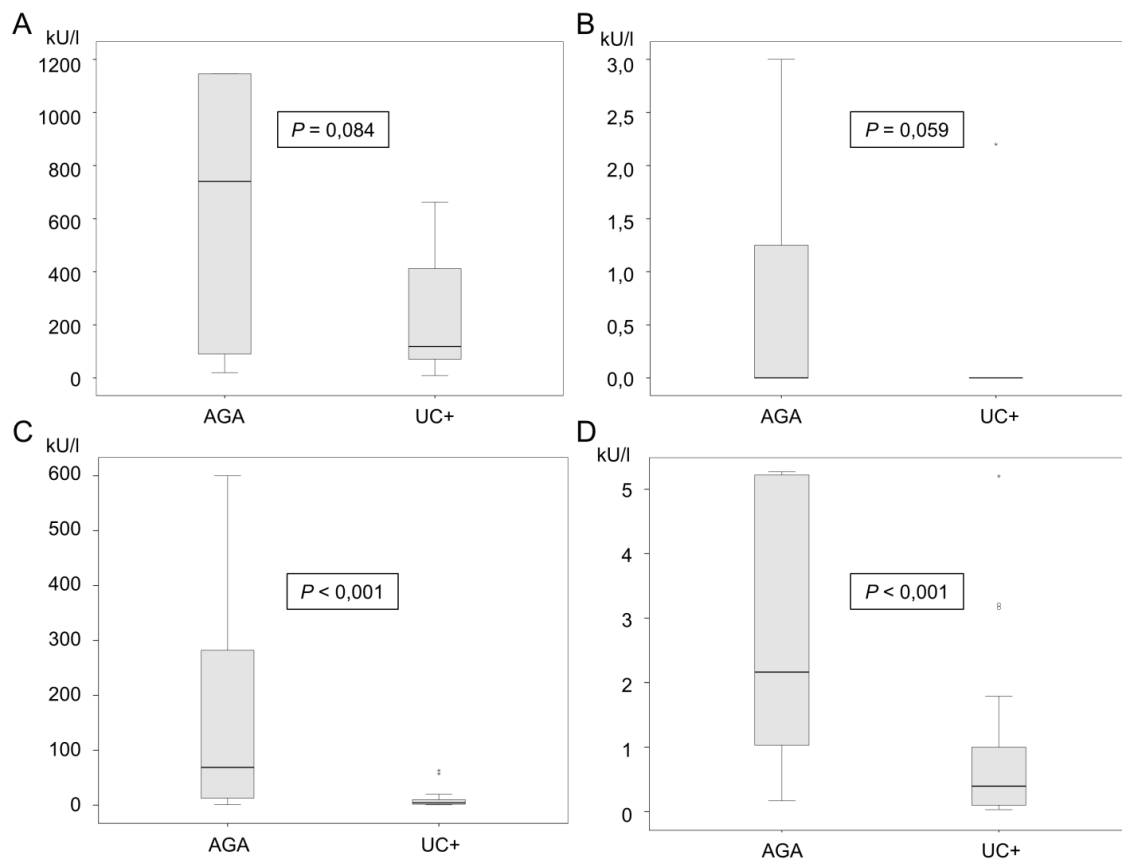 A
kU/l
1200
1000
800
600
400
200
0
P = 0,084
AGA
UC+
B
kU/l
3,0
2,5
2,0
1,5
1,0
0,5
0,0
P = 0,059
AGA
UC+
C
kU/l
600
500
400
300
200
100
0
P < 0,001
AGA
UC+
D
kU/l
5
4
3
2
1
0
P < 0,001
AGA
UC+